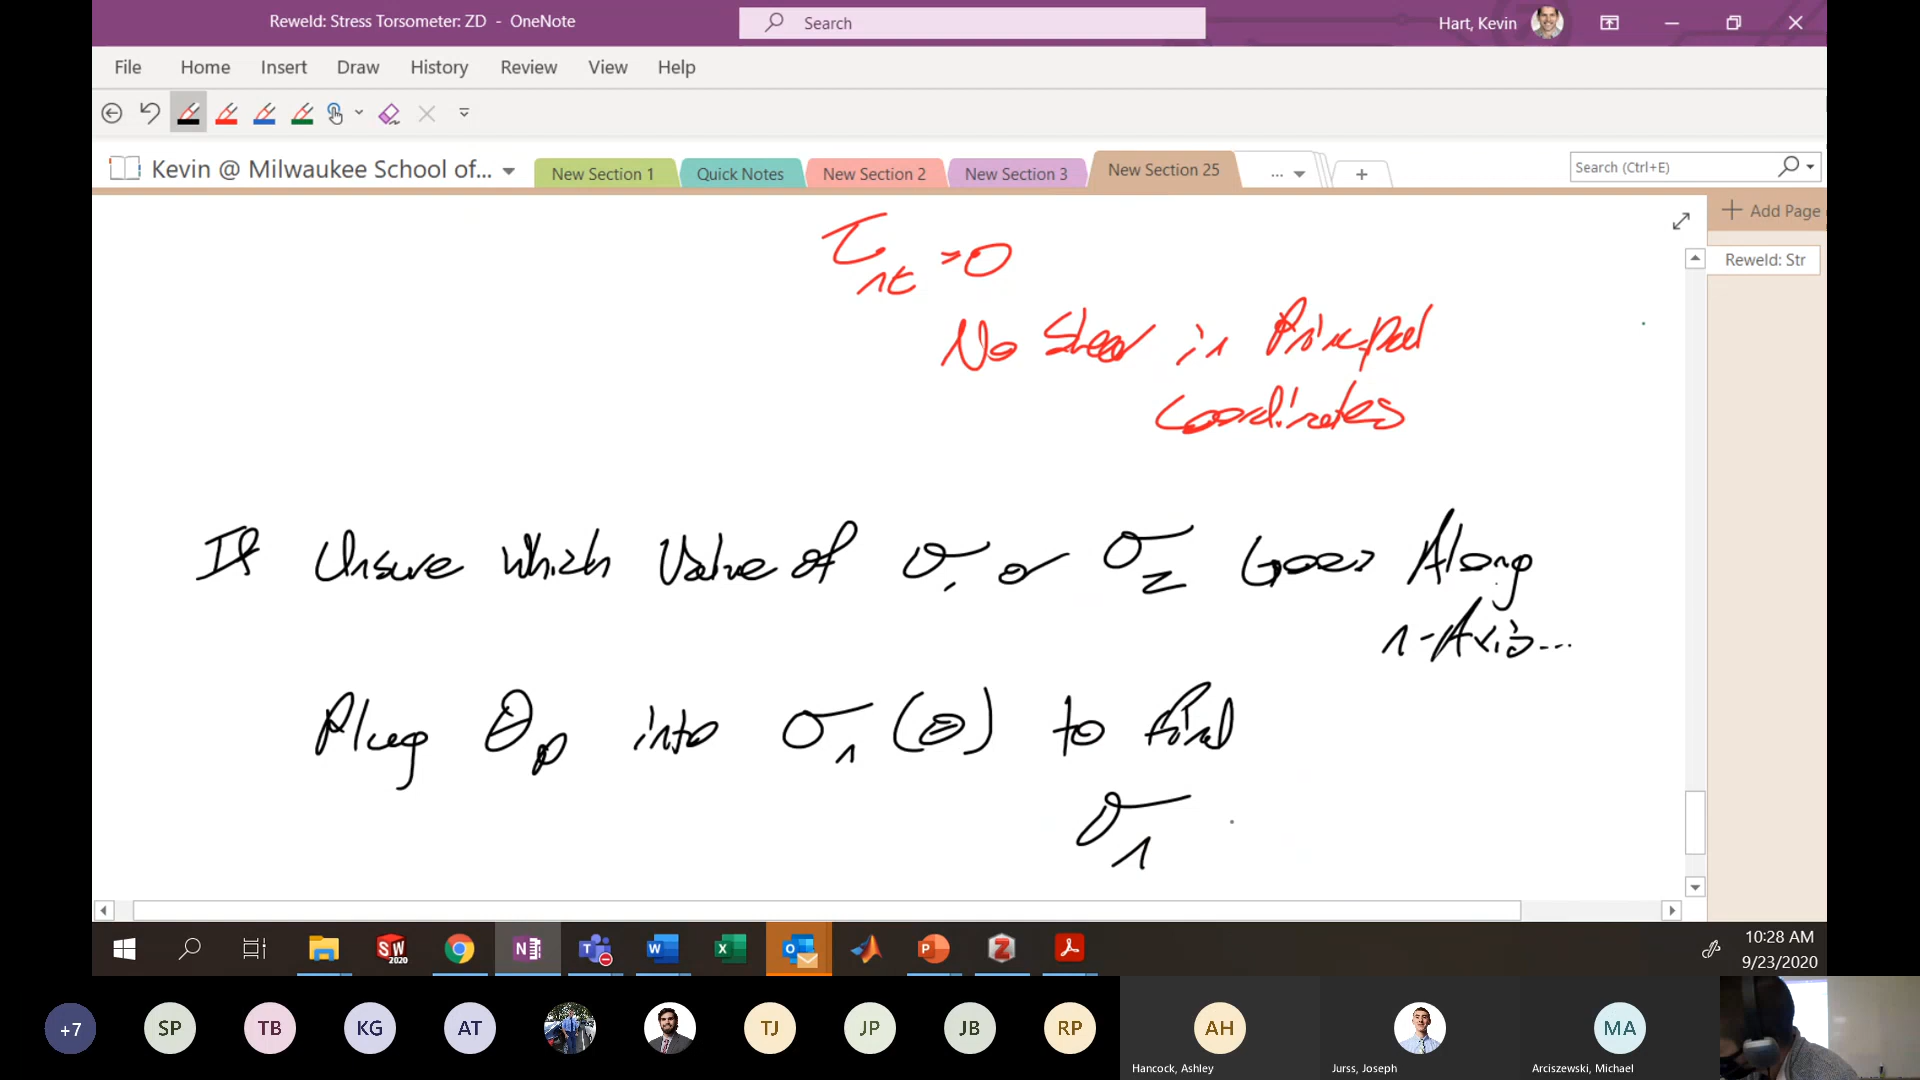 Reweld: Stress Torsometer: ZD - OneNote
Search
Hart, Kevin
File Home Insert Draw History Review View Help
Kevin @ Milwaukee School of...
New Section 1
Quick Notes
New Section 2
New Section 3
New Section 25
...
Search (Ctrl+E)
Add Page
Reweld: Str
τnt = 0
No Shear in Principal
Coordinates
If Unsure Which Value of σ1 or σ2 Goes Along
n-Axis...
Plug θp into σn(θ) to find
σn
10:28 AM
9/23/2020
+7
SP
TB
KG
AT
TJ
JP
JB
RP
AH
MA
Hancock, Ashley
Jurss, Joseph
Arciszewski, Michael